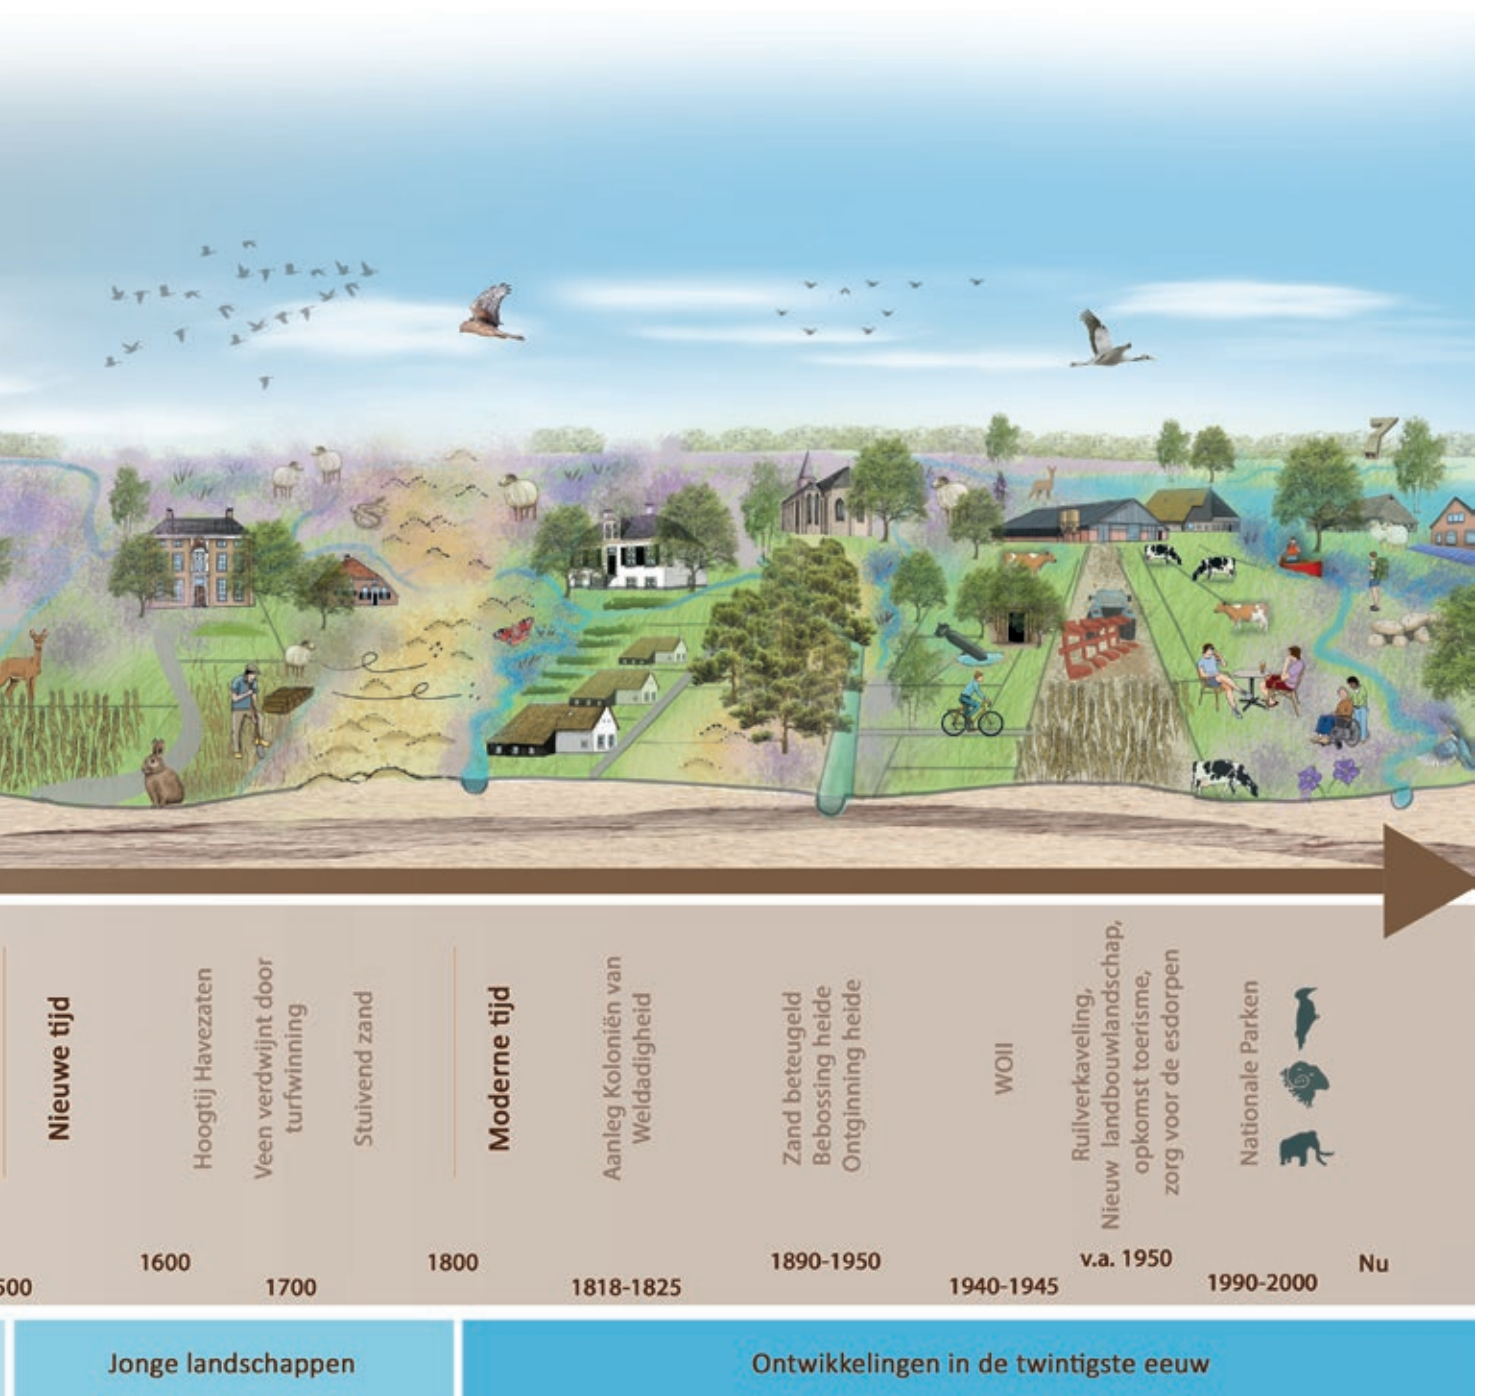 7
Nieuwe tijd
Hoogtij Havezaten
Veen verdwijnt door
turfwinning
Stuivend zand
Moderne tijd
Aanleg Koloniën van
Weldadigheid
Zand beteugeld
Bebossing heide
Ontginning heide
WOII
Ruilverkaveling,
Nieuw landbouwlandschap,
opkomst toerisme,
zorg voor de esdorpen
Nationale Parken
500
1600
1700
1800
1818-1825
1890-1950
1940-1945
v.a. 1950
1990-2000
Nu
Jonge landschappen
Ontwikkelingen in de twintigste eeuw